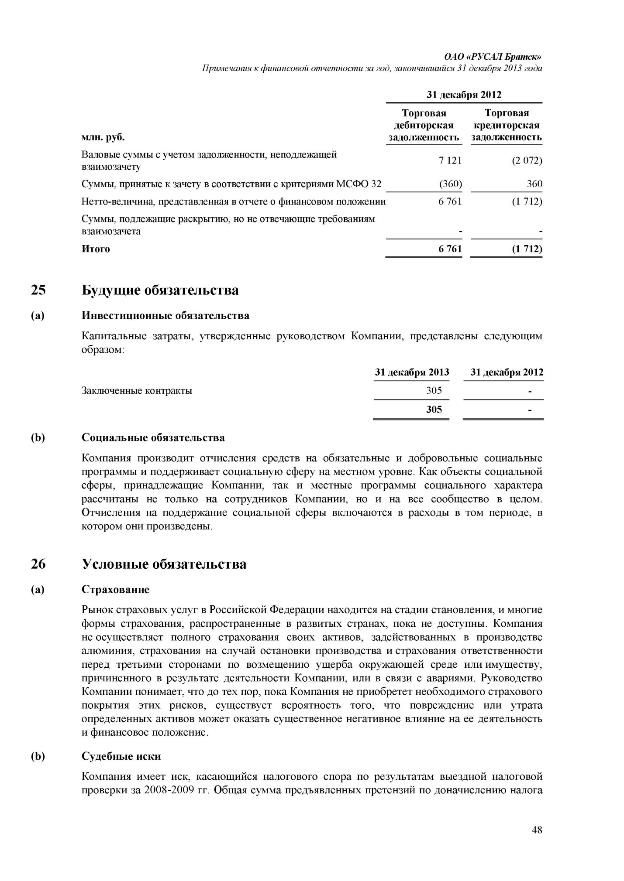 ОАО «РУСАЛ Братск»
Примечания к финансовой отчетности за год, закончившийся 31 декабря 2013 года
31 декабря 2012
млн. руб. Торговая дебиторская задолженность Торговая кредиторская задолженность
Валовые суммы с учетом задолженности, неподлежащей
взаимозачету 7 121 (2 072)
Суммы, принятые к зачету в соответствии с критериями МСФО 32 (360) 360
Нетто-величина, представленная в отчете о финансовом положении 6 761 (1 712)
Суммы, подлежащие раскрытию, но не отвечающие требованиям
взаимозачета - -
Итого 6 761 (1 712)
25 Будущие обязательства
(a) Инвестиционные обязательства
Капитальные затраты, утвержденные руководством Компании, представлены следующим
образом:
31 декабря 2013 31 декабря 2012
Заключенные контракты 305 -
305 -
(b) Социальные обязательства
Компания производит отчисления средств на обязательные и добровольные социальные
программы и поддерживает социальную сферу на местном уровне. Как объекты социальной
сферы, принадлежащие Компании, так и местные программы социального характера
рассчитаны не только на сотрудников Компании, но и на все сообщество в целом.
Отчисления на поддержание социальной сферы включаются в расходы в том периоде, в
котором они произведены.
26 Условные обязательства
(a) Страхование
Рынок страховых услуг в Российской Федерации находится на стадии становления, и многие
формы страхования, распространенные в развитых странах, пока не доступны. Компания
не осуществляет полного страхования своих активов, задействованных в производстве
алюминия, страхования на случай остановки производства и страхования ответственности
перед третьими сторонами по возмещению ущерба окружающей среде или имуществу,
причиненного в результате деятельности Компании, или в связи с авариями. Руководство
Компании понимает, что до тех пор, пока Компания не приобретет необходимого страхового
покрытия этих рисков, существует вероятность того, что повреждение или утрата
определенных активов может оказать существенное негативное влияние на ее деятельность
и финансовое положение.
(b) Судебные иски
Компания имеет иск, касающийся налогового спора по результатам выездной налоговой
проверки за 2008-2009 гг. Общая сумма предъявленных претензий по доначислению налога
48